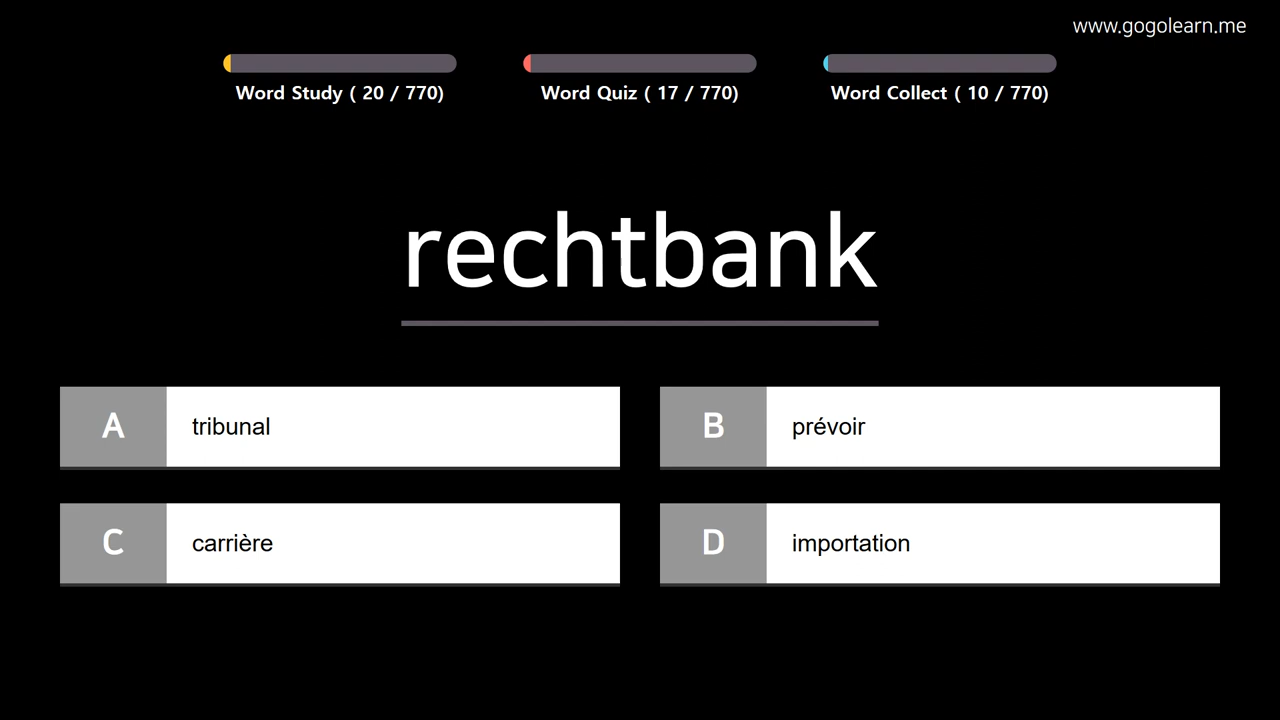 www.gogolearn.me
Word Study ( 20 / 770)
Word Quiz ( 17 / 770)
Word Collect ( 10 / 770)
rechtbank
A tribunal
B prévoir
C carrière
D importation